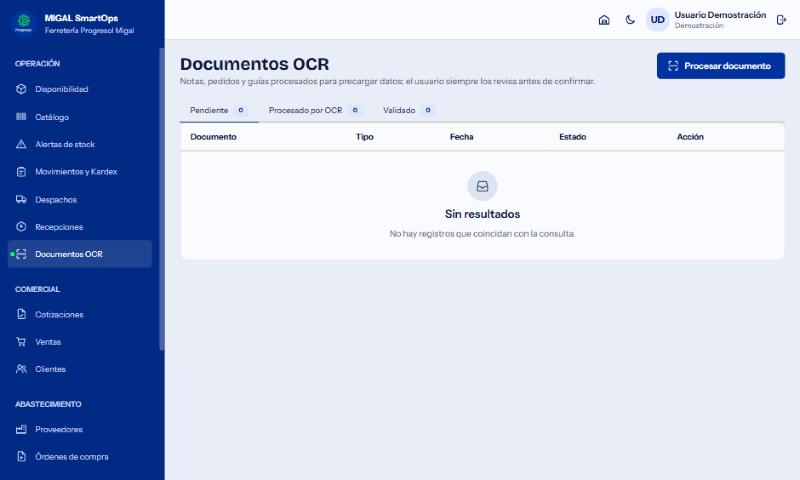 MIGAL SmartOps
Ferretería Progresol Migal
OPERACIÓN
Disponibilidad
Catálogo
Alertas de stock
Movimientos y Kardex
Despachos
Recepciones
Documentos OCR
COMERCIAL
Cotizaciones
Ventas
Clientes
ABASTECIMIENTO
Proveedores
Órdenes de compra
UD
Usuario Demostración
Demostración
Documentos OCR
Notas, pedidos y guías procesados para precargar datos; el usuario siempre los revisa antes de confirmar.
Procesar documento
Pendiente 0 Procesado por OCR 0 Validado 0
Documento Tipo Fecha Estado Acción
Sin resultados
No hay registros que coincidan con la consulta.